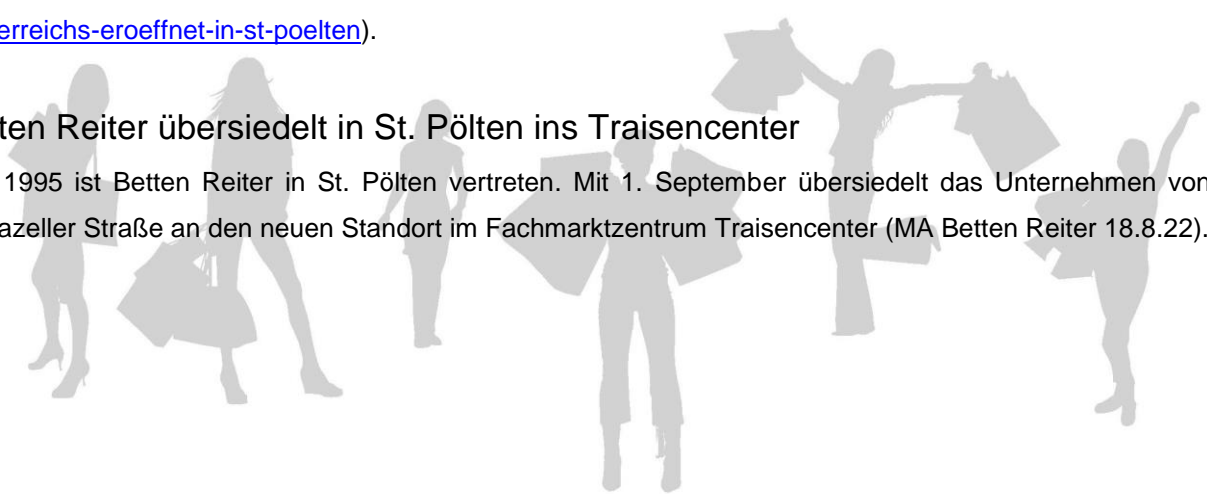 erreichs-eroeffnet-in-st-poelten).
ten Reiter übersiedelt in St. Pölten ins Traisencenter
1995 ist Betten Reiter in St. Pölten vertreten. Mit 1. September übersiedelt das Unternehmen von
azeller Straße an den neuen Standort im Fachmarktzentrum Traisencenter (MA Betten Reiter 18.8.22).